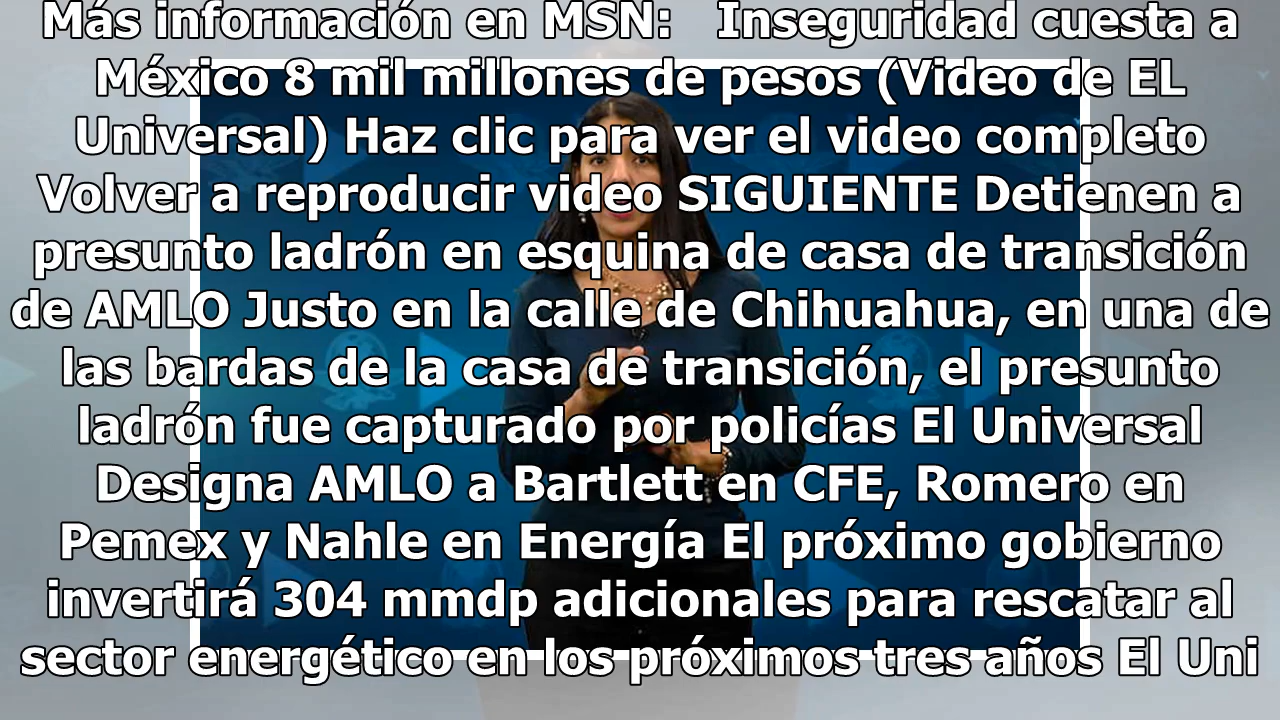 Más información en MSN:   Inseguridad cuesta a
México 8 mil millones de pesos (Video de EL
Universal) Haz clic para ver el video completo
Volver a reproducir video SIGUIENTE Detienen a
presunto ladrón en esquina de casa de transición
de AMLO Justo en la calle de Chihuahua, en una de
las bardas de la casa de transición, el presunto
ladrón fue capturado por policías El Universal
Designa AMLO a Bartlett en CFE, Romero en
Pemex y Nahle en Energía El próximo gobierno
invertirá 304 mmdp adicionales para rescatar al
sector energético en los próximos tres años El Uni